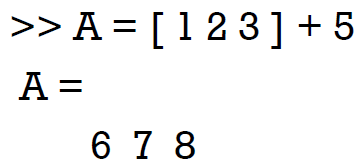 >> A = [ 1 2 3 ] + 5
A =
6 7 8